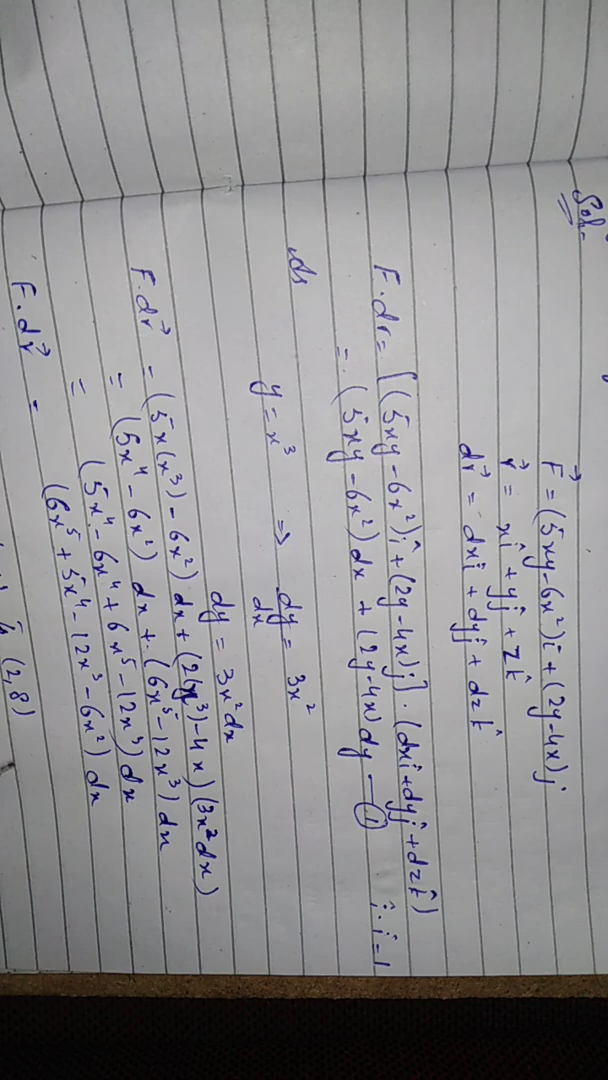 Sol:-
F⃗ = (5xy-6x²)i + (2y-4x)j
r⃗ = xî + yĵ + zk̂
dr⃗ = dxî + dyĵ + dzk̂
F.dr = [(5xy-6x²)î + (2y-4x)ĵ].(dxî+dyĵ+dzk̂)
= (5xy-6x²)dx + (2y-4x)dy —① î.i=1
y = x³ ⇒ dy/dx = 3x²
dy = 3x²dx
F.dr⃗ = (5x(x³)-6x²)dx + (2(x³)-4x)(3x²dx)
= (5x⁴-6x²) dx + (6x⁵-12x³)dx
= (5x⁴-6x⁴+6x⁵-12x³)dx
F.dr⃗ = (6x⁵+5x⁴-12x³-6x²)dx
(2,8)